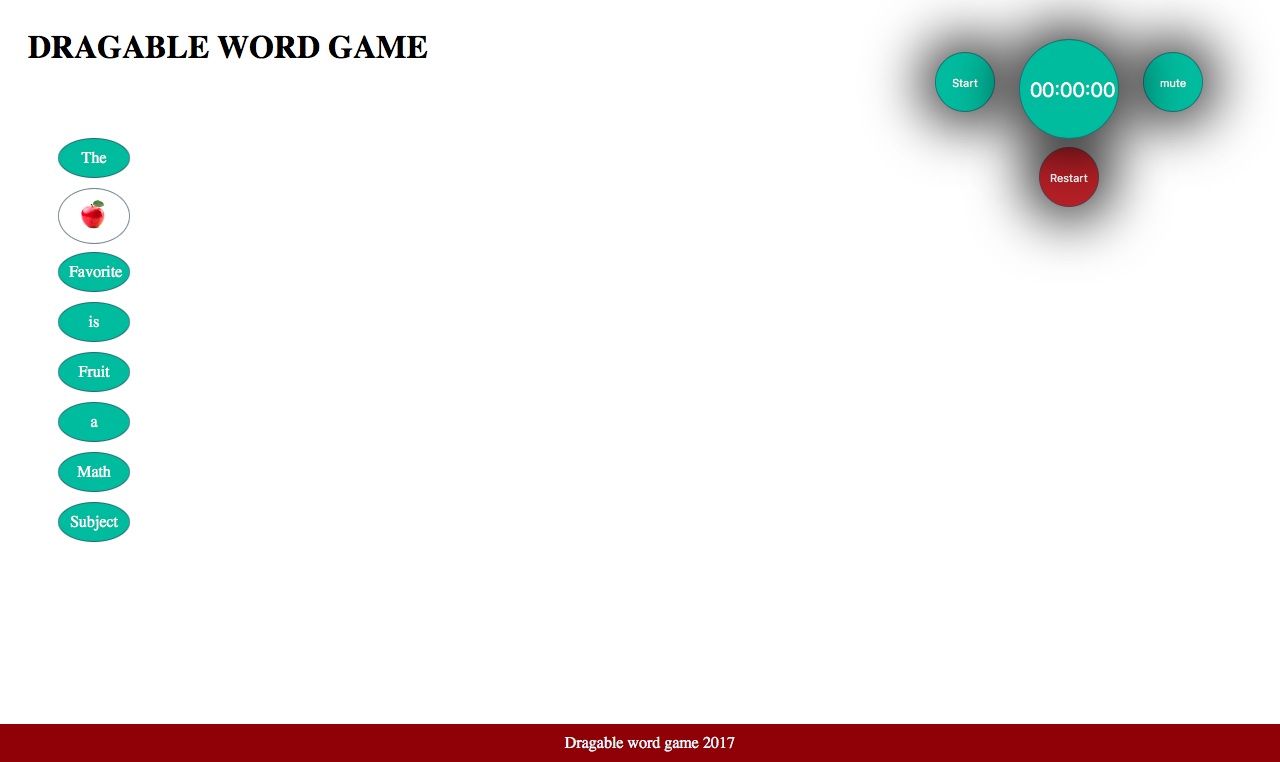 DRAGABLE WORD GAME
Start
00:00:00
mute
Restart
The
Favorite
is
Fruit
a
Math
Subject
Dragable word game 2017